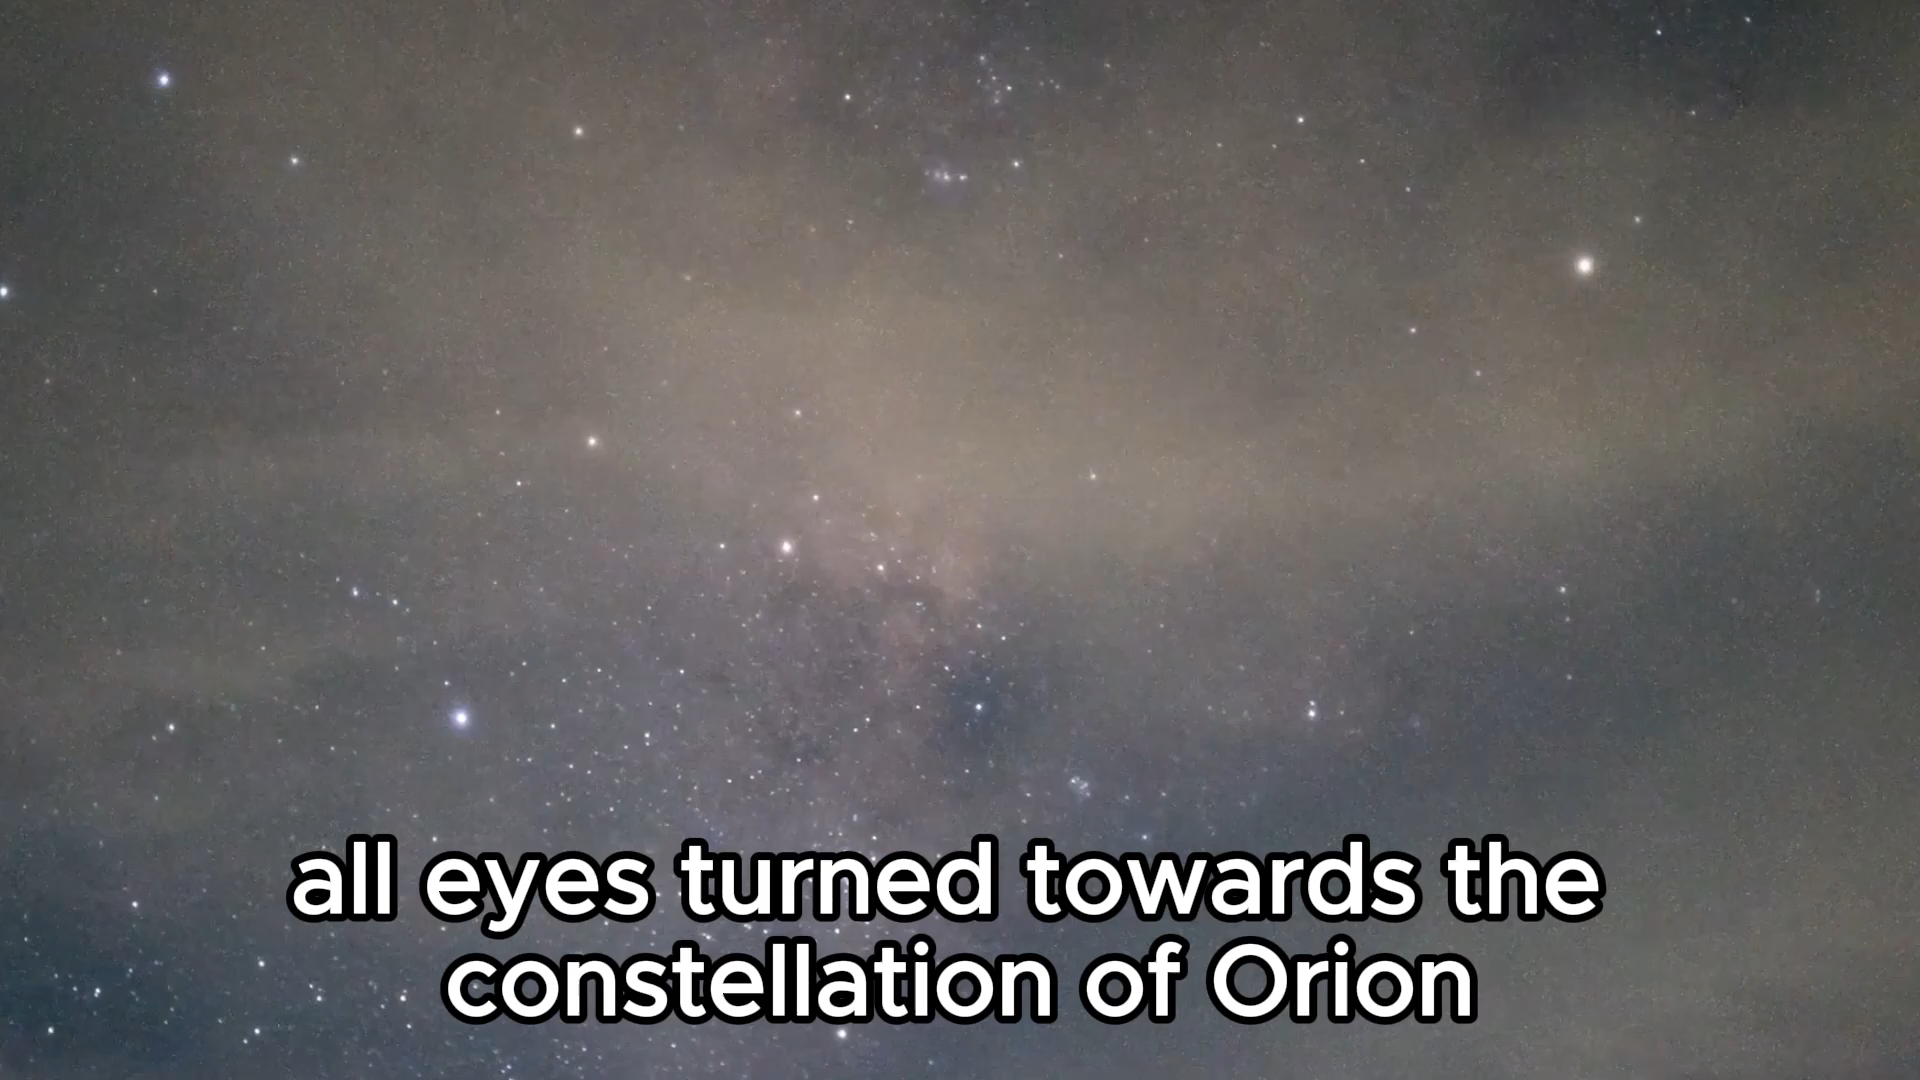 all eyes turned towards the
constellation of Orion